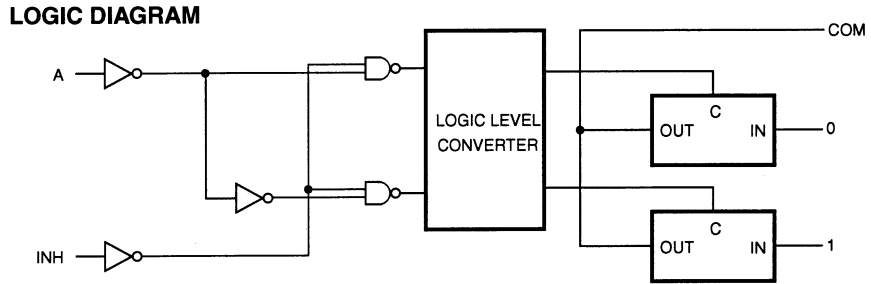 LOGIC DIAGRAM
COM
A
C
LOGIC LEVEL
CONVERTER
OUT
IN
0
C
OUT
IN
1
INH